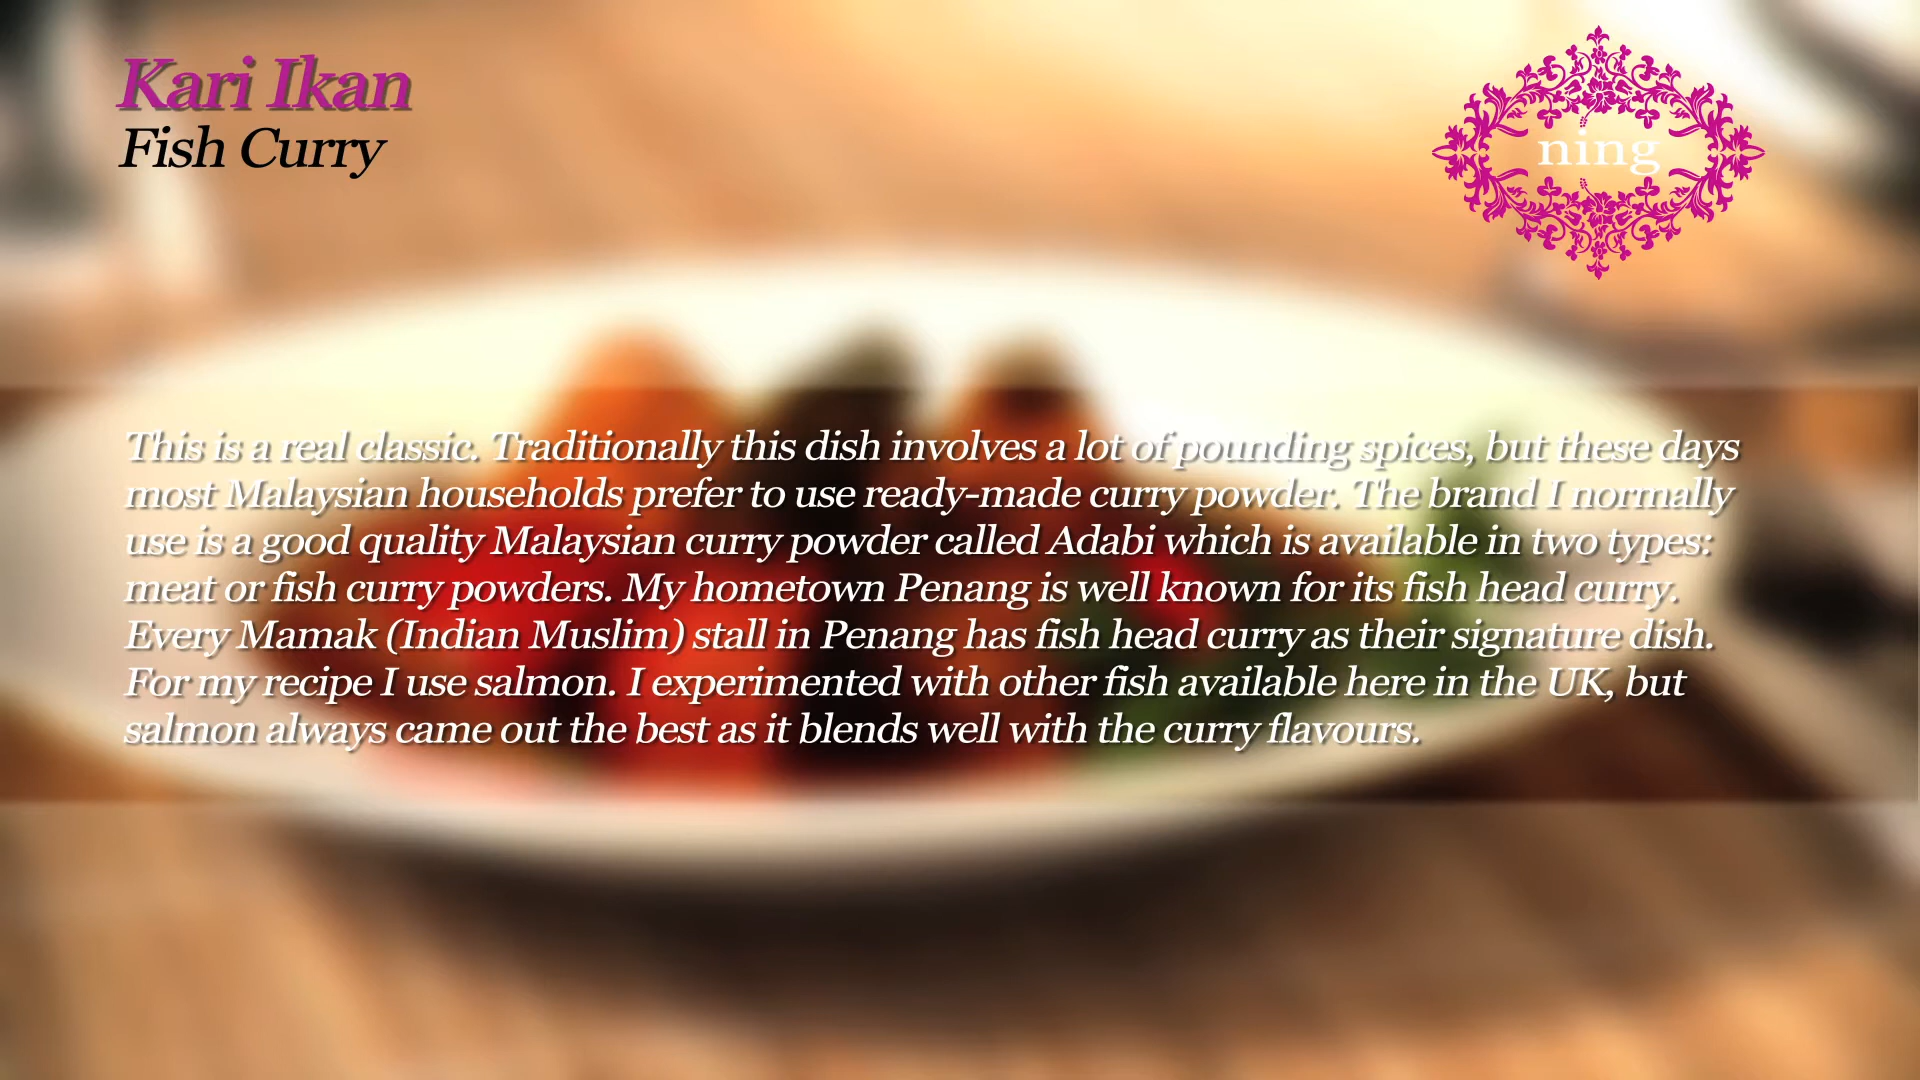 Kari Ikan
Fish Curry
ning
This is a real classic. Traditionally this dish involves a lot of pounding spices, but these days
most Malaysian households prefer to use ready-made curry powder. The brand I normally
use is a good quality Malaysian curry powder called Adabi which is available in two types:
meat or fish curry powders. My hometown Penang is well known for its fish head curry.
Every Mamak (Indian Muslim) stall in Penang has fish head curry as their signature dish.
For my recipe I use salmon. I experimented with other fish available here in the UK, but
salmon always came out the best as it blends well with the curry flavours.